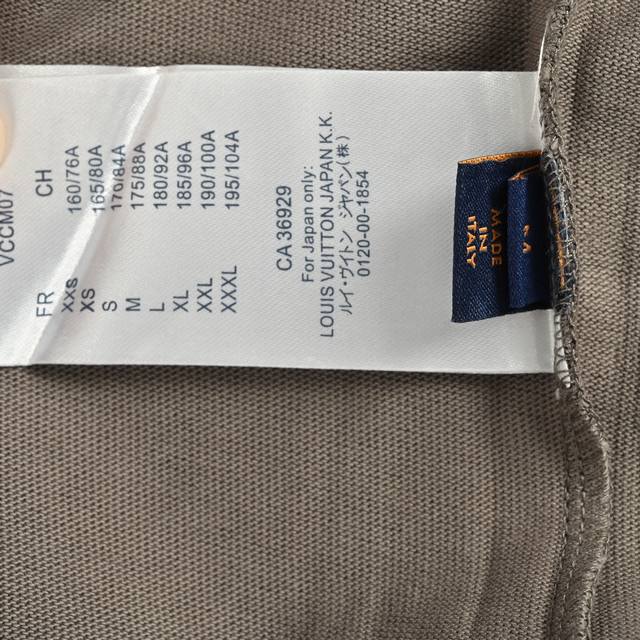 VCCM07
FR CH
XXS 160/76A
XS 165/80A
S 170/84A
M 175/88A
L 180/92A
XL 185/96A
XXL 190/100A
XXXL 195/104A
CA 36929
For Japan only:
LOUIS VUITTON JAPAN K.K.
ルイ・ヴィトン ジャパン(株)
0120-00-1854
MADE
IN
ITALY